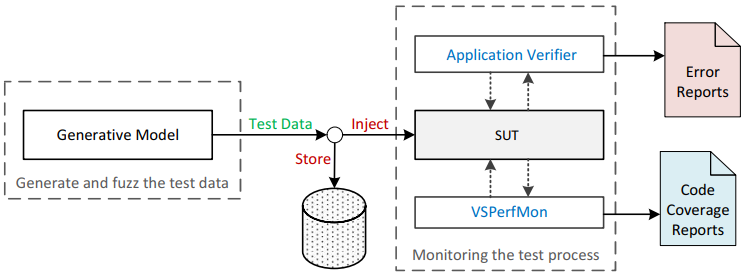 Application Verifier
Error
Reports
Generative Model
Test Data
Inject
SUT
Store
Generate and fuzz the test data
VSPerfMon
Code
Coverage
Reports
Monitoring the test process